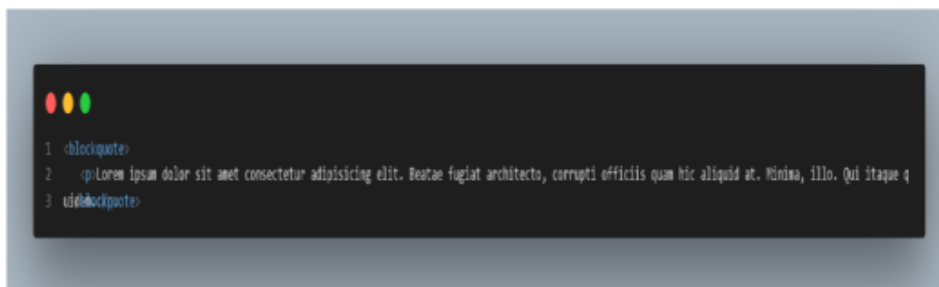 1 <blockquote>
2 <p>Lorem ipsum dolor sit amet consectetur adipisicing elit. Beatae fugiat architecto, corrupti officiis quam hic aliquid at. Minima, illo. Qui itaque q
3 uidem.</p>
</blockquote>